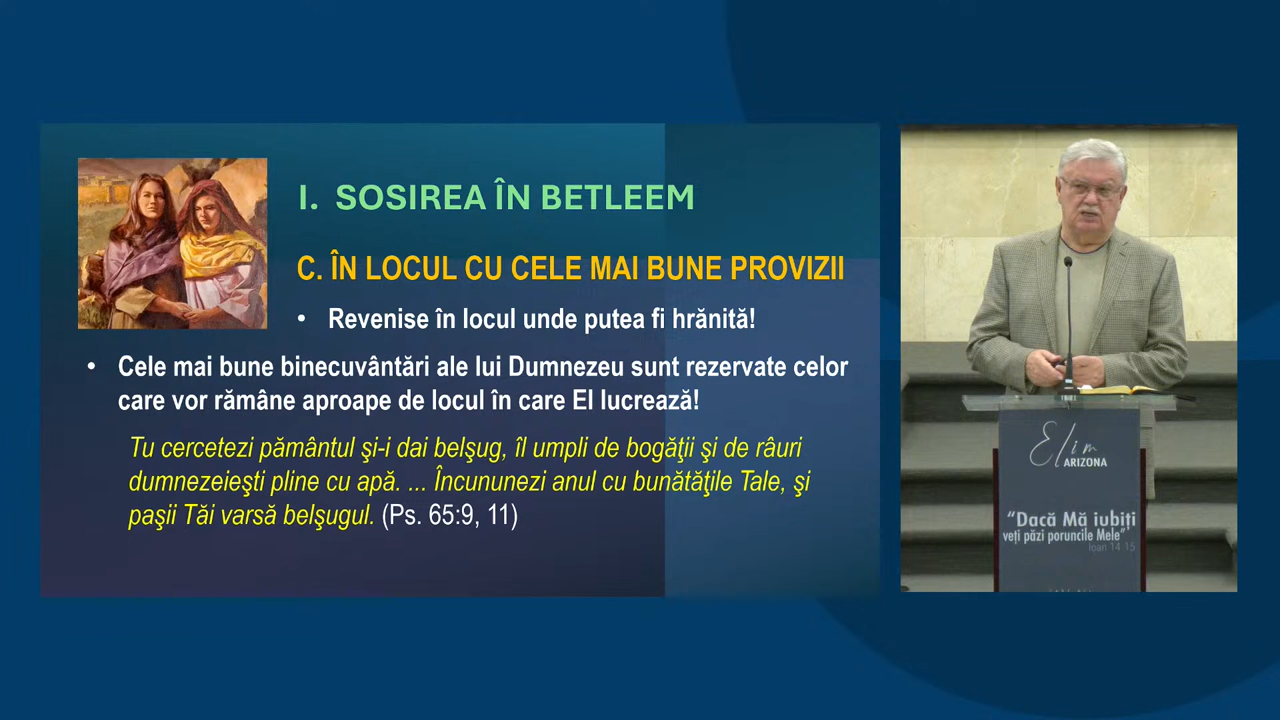 I. SOSIREA ÎN BETLEEM
C. ÎN LOCUL CU CELE MAI BUNE PROVIZII
• Revenise în locul unde putea fi hrănită!
• Cele mai bune binecuvântări ale lui Dumnezeu sunt rezervate celor
care vor rămâne aproape de locul în care El lucrează!
Tu cercetezi pământul şi-i dai belşug, îl umpli de bogăţii şi de râuri
dumnezeieşti pline cu apă. ... Încununezi anul cu bunătăţile Tale, şi
paşii Tăi varsă belşugul. (Ps. 65:9, 11)
Elim
ARIZONA
“Dacă Mă iubiți
veți păzi poruncile Mele”
Ioan 14:15